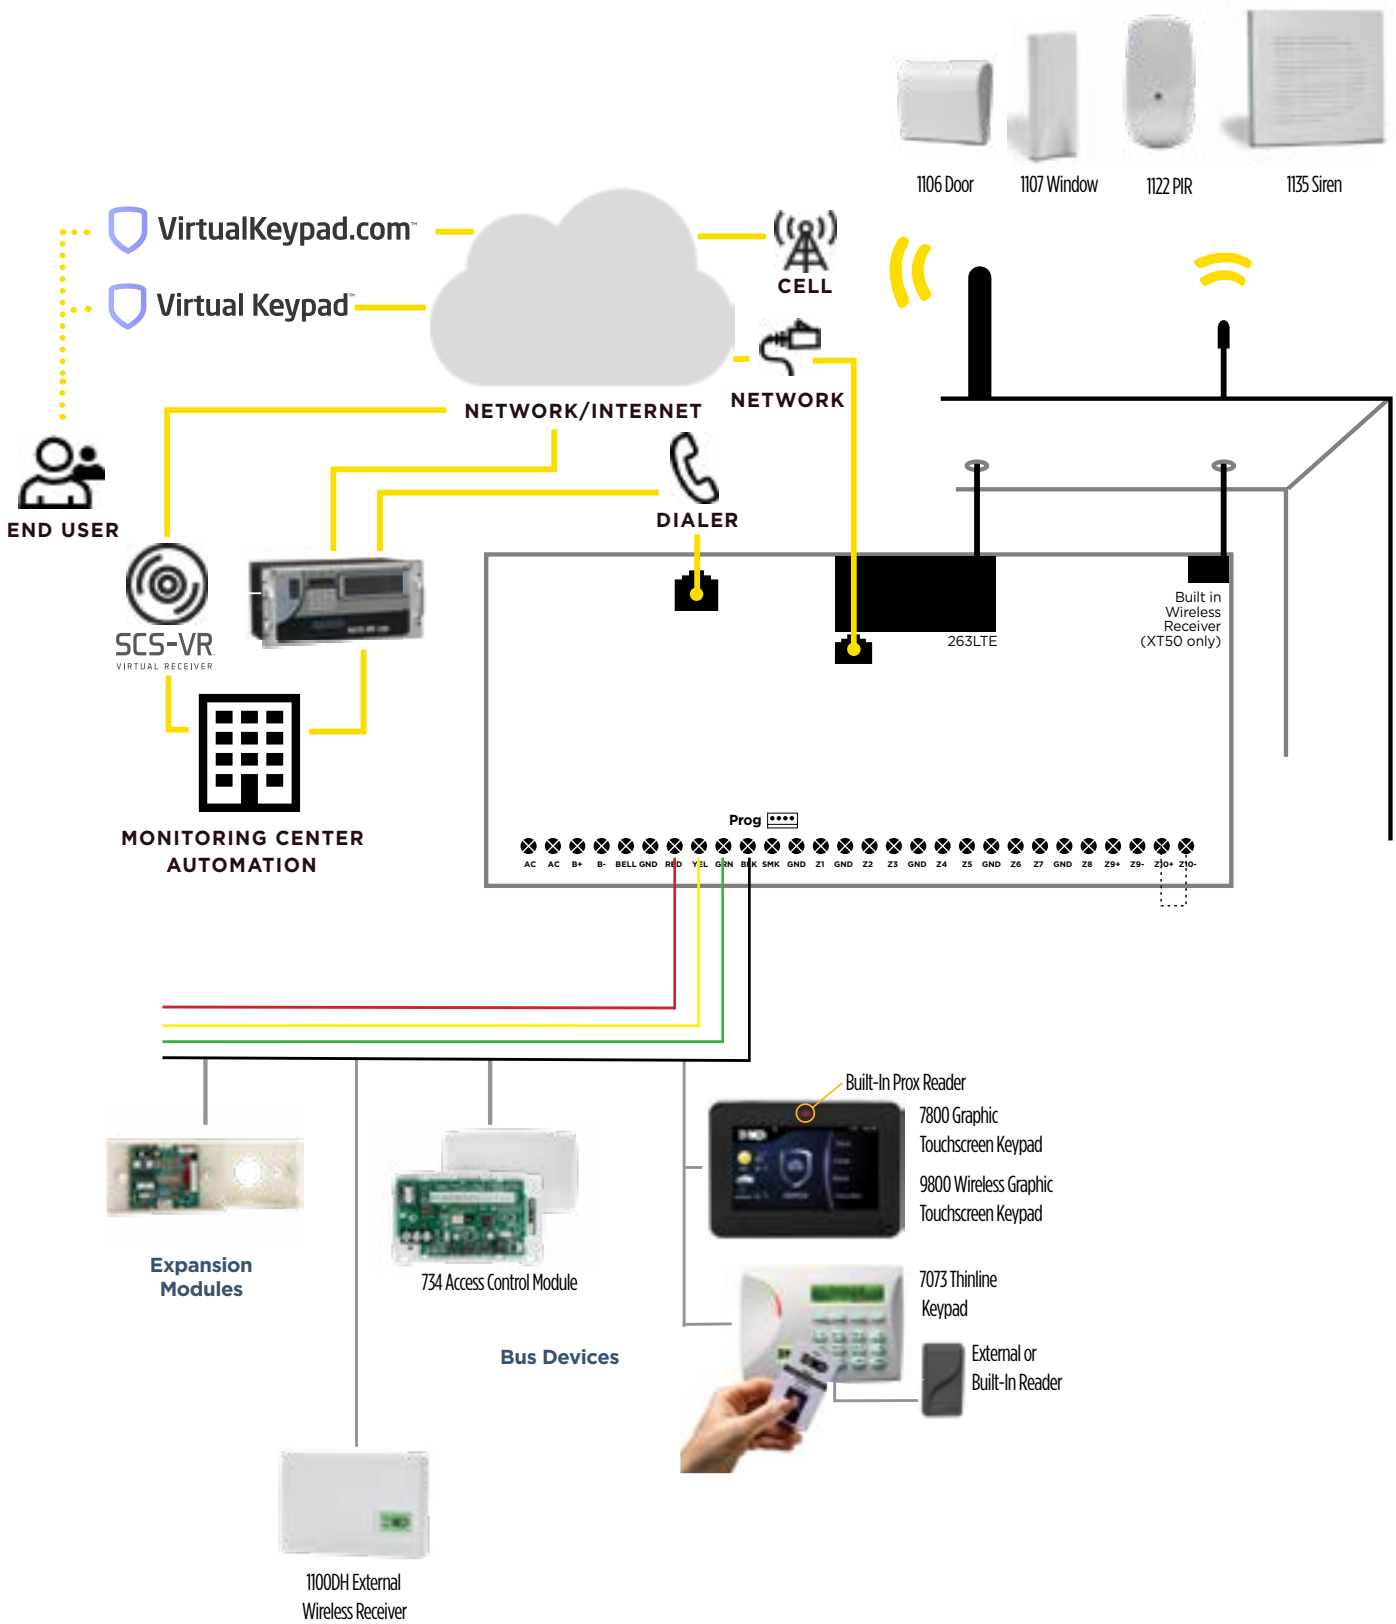 1106 Door
1107 Window
1122 PIR
1135 Siren
VirtualKeypad.com™
Virtual Keypad™
CELL
NETWORK
NETWORK/INTERNET
DIALER
END USER
SCS-VR
VIRTUAL RECEIVER
MONITORING CENTER
AUTOMATION
263LTE
Built in
Wireless
Receiver
(XT50 only)
Prog
AC AC B+ B- BELL GND RED YEL GRN BLK SMK GND Z1 GND Z2 Z3 GND Z4 Z5 GND Z6 Z7 GND Z8 Z9+ Z9- Z10+ Z10-
Built-In Prox Reader
7800 Graphic
Touchscreen Keypad
9800 Wireless Graphic
Touchscreen Keypad
Expansion
Modules
734 Access Control Module
7073 Thinline
Keypad
Bus Devices
External or
Built-In Reader
1100DH External
Wireless Receiver